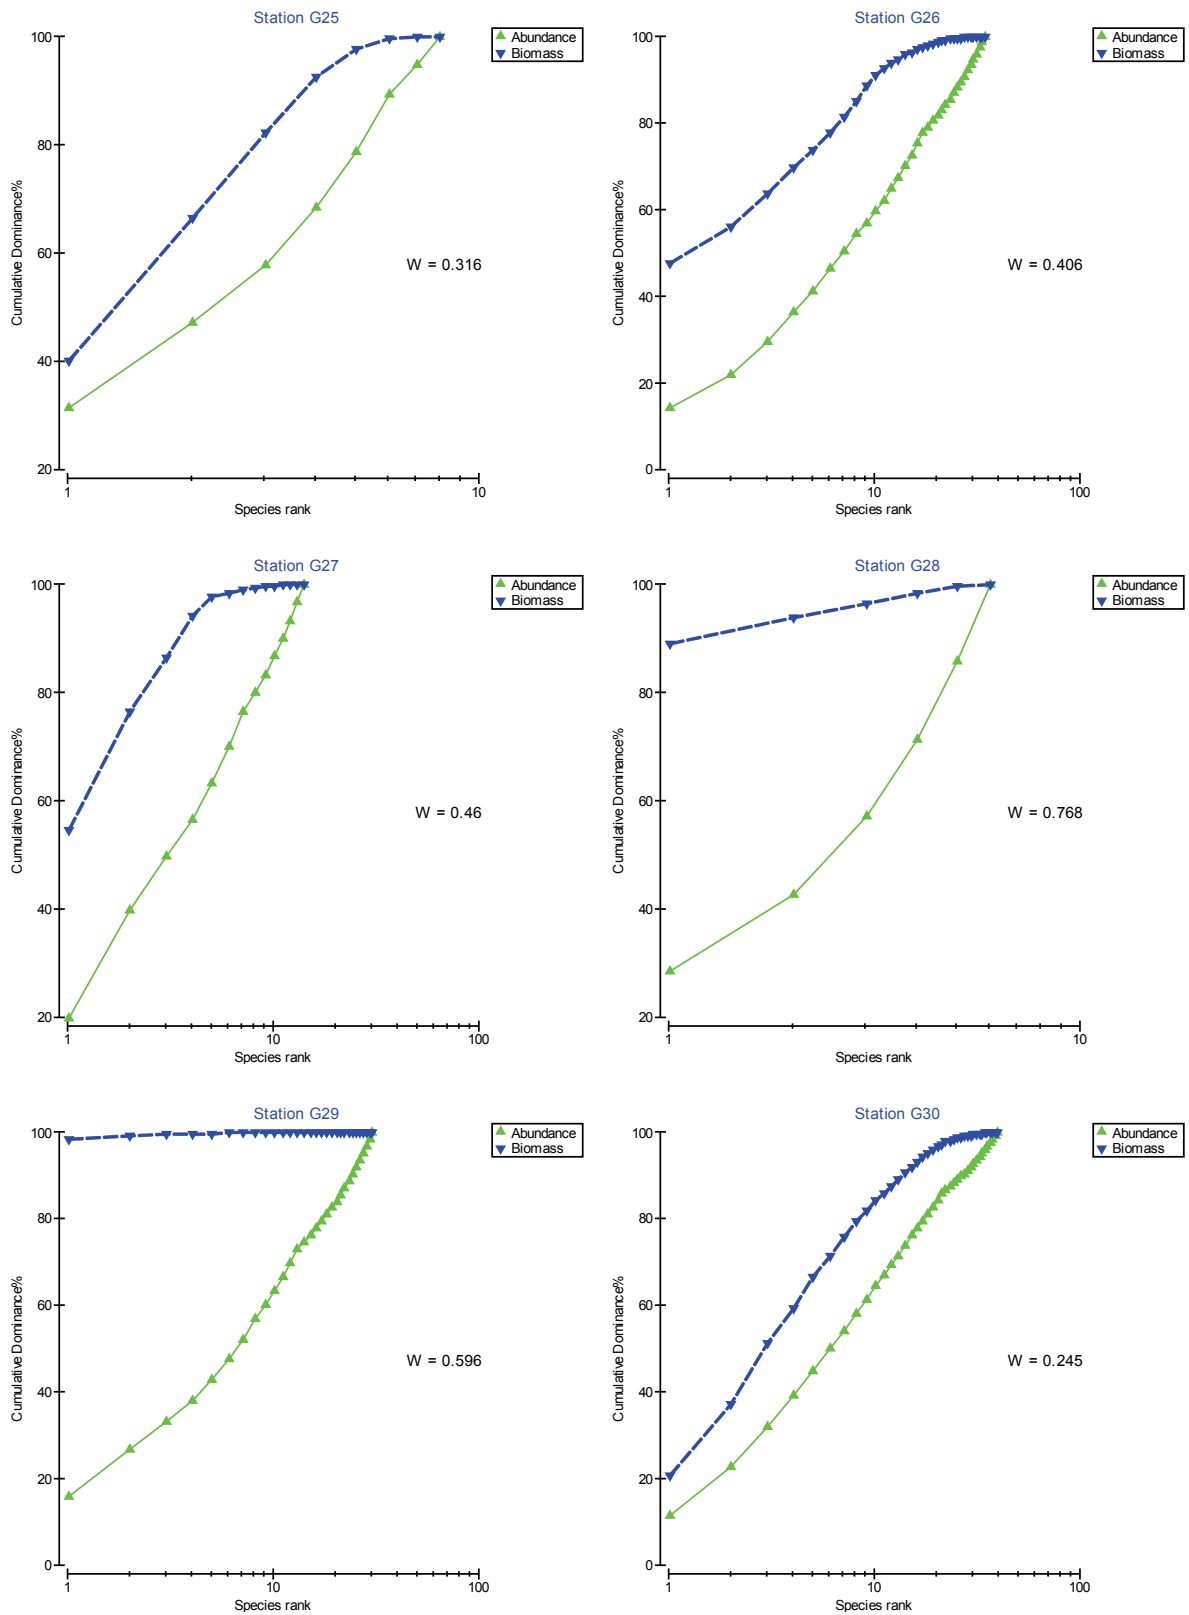 Station G25
Abundance
Biomass
100
80
60
40
20
Cumulative Dominance%
W = 0.316
1
10
Species rank
Station G26
Abundance
Biomass
100
80
60
40
20
0
Cumulative Dominance%
W = 0.406
1
10
100
Species rank
Station G27
Abundance
Biomass
100
80
60
40
20
Cumulative Dominance%
W = 0.46
1
10
100
Species rank
Station G28
Abundance
Biomass
100
80
60
40
20
Cumulative Dominance%
W = 0.768
1
10
Species rank
Station G29
Abundance
Biomass
100
80
60
40
20
0
Cumulative Dominance%
W = 0.596
1
10
100
Species rank
Station G30
Abundance
Biomass
100
80
60
40
20
0
Cumulative Dominance%
W = 0.245
1
10
100
Species rank